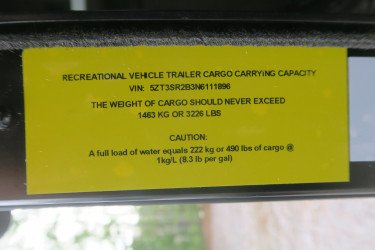 RECREATIONAL VEHICLE TRAILER CARGO CARRYiNG CAPACITY
VIN: 5ZT3SR2B3N6111896
THE WEIGHT OF CARGO SHOULD NEVER EXCEED
1463 KG OR 3226 LBS
CAUTION:
A full load of water equals 222 kg or 490 lbs of cargo @
1kg/L (8.3 lb per gal)